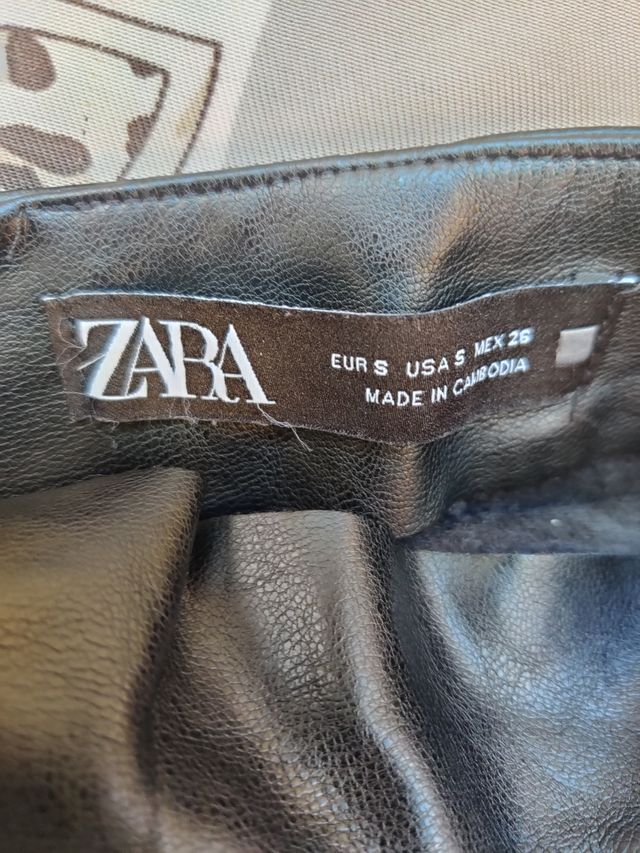 ZARA
EUR S USA S MEX 26
MADE IN CAMBODIA